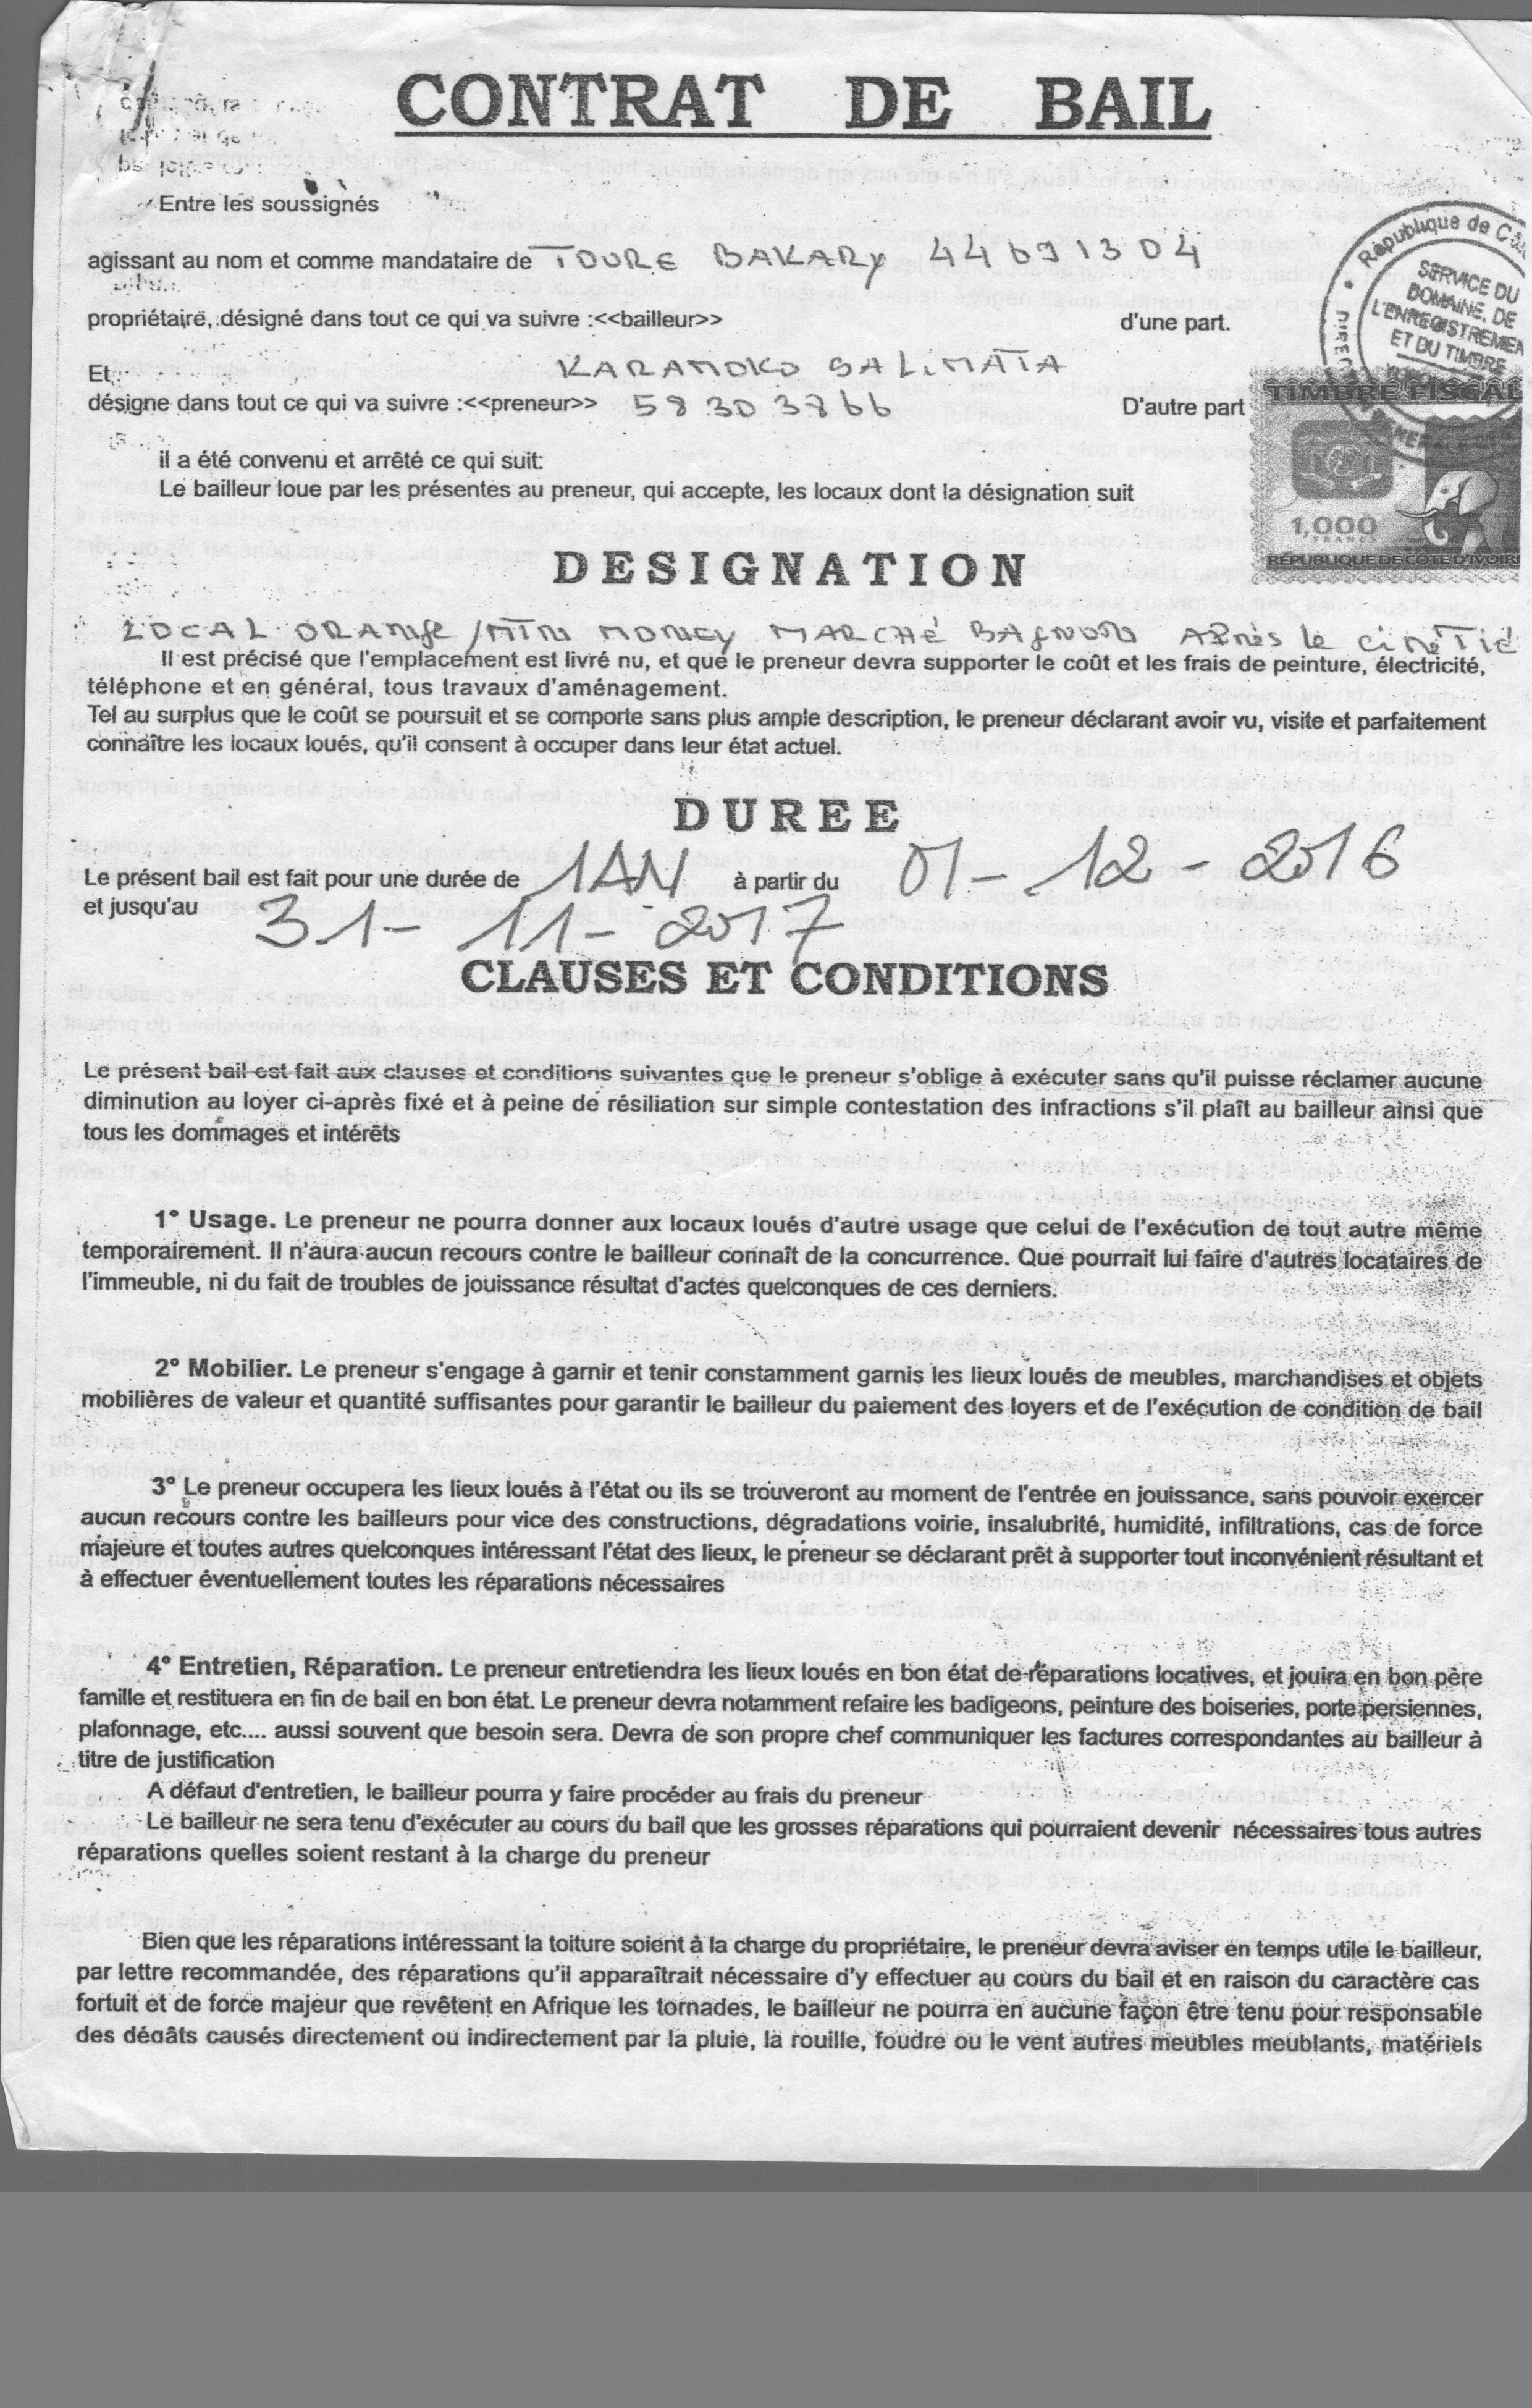 CONTRAT DE BAIL
Entre les soussignés
agissant au nom et comme mandataire de TOURE BAKARY 44691304
propriétaire, désigné dans tout ce qui va suivre :<<bailleur>> d'une part.
Et KARAMOKO SALIMATA
désigne dans tout ce qui va suivre :<<preneur>> 58303866 D'autre part
République de
SERVICE DU
DOMAINE, DE
L'ENREGISTREMEN
ET DU TIMBRE
TIMBRE FISCAL
1,000
FRANCS
RÉPUBLIQUE DE CÔTE D'IVOIR
il a été convenu et arrêté ce qui suit:
Le bailleur loue par les présentes au preneur, qui accepte, les locaux dont la désignation suit
DESIGNATION
LOCAL ORANGE /MTN MONEY MARCHÉ BAGNON APRÈS le
Il est précisé que l'emplacement est livré nu, et que le preneur devra supporter le coût et les frais de peinture, électricité,
téléphone et en général, tous travaux d'aménagement.
Tel au surplus que le coût se poursuit et se comporte sans plus ample description, le preneur déclarant avoir vu, visite et parfaitement
connaître les locaux loués, qu'il consent à occuper dans leur état actuel.
DUREE
Le présent bail est fait pour une durée de 1AN à partir du 01-12-2016
et jusqu'au 31-11-2017
CLAUSES ET CONDITIONS
Le présent bail est fait aux clauses et conditions suivantes que le preneur s'oblige à exécuter sans qu'il puisse réclamer aucune
diminution au loyer ci-après fixé et à peine de résiliation sur simple contestation des infractions s'il plaît au bailleur ainsi que
tous les dommages et intérêts
1° Usage. Le preneur ne pourra donner aux locaux loués d'autre usage que celui de l'exécution de tout autre même
temporairement. Il n'aura aucun recours contre le bailleur connaît de la concurrence. Que pourrait lui faire d'autres locataires de
l'immeuble, ni du fait de troubles de jouissance résultat d'actes quelconques de ces derniers.
2° Mobilier. Le preneur s'engage à garnir et tenir constamment garnis les lieux loués de meubles, marchandises et objets
mobilières de valeur et quantité suffisantes pour garantir le bailleur du paiement des loyers et de l'exécution de condition de bail
3° Le preneur occupera les lieux loués à l'état ou ils se trouveront au moment de l'entrée en jouissance, sans pouvoir exercer
aucun recours contre les bailleurs pour vice des constructions, dégradations voirie, insalubrité, humidité, infiltrations, cas de force
majeure et toutes autres quelconques intéressant l'état des lieux, le preneur se déclarant prêt à supporter tout inconvénient résultant et
à effectuer éventuellement toutes les réparations nécessaires
4° Entretien, Réparation. Le preneur entretiendra les lieux loués en bon état de réparations locatives, et jouira en bon père
famille et restituera en fin de bail en bon état. Le preneur devra notamment refaire les badigeons, peinture des boiseries, porte persiennes,
plafonnage, etc.... aussi souvent que besoin sera. Devra de son propre chef communiquer les factures correspondantes au bailleur à
titre de justification
A défaut d'entretien, le bailleur pourra y faire procéder au frais du preneur
Le bailleur ne sera tenu d'exécuter au cours du bail que les grosses réparations qui pourraient devenir nécessaires tous autres
réparations quelles soient restant à la charge du preneur
Bien que les réparations intéressant la toiture soient à la charge du propriétaire, le preneur devra aviser en temps utile le bailleur,
par lettre recommandée, des réparations qu'il apparaîtrait nécessaire d'y effectuer au cours du bail et en raison du caractère cas
fortuit et de force majeur que revêtent en Afrique les tornades, le bailleur ne pourra en aucune façon être tenu pour responsable
des dégâts causés directement ou indirectement par la pluie, la rouille, foudre ou le vent autres meubles meublants, matériels